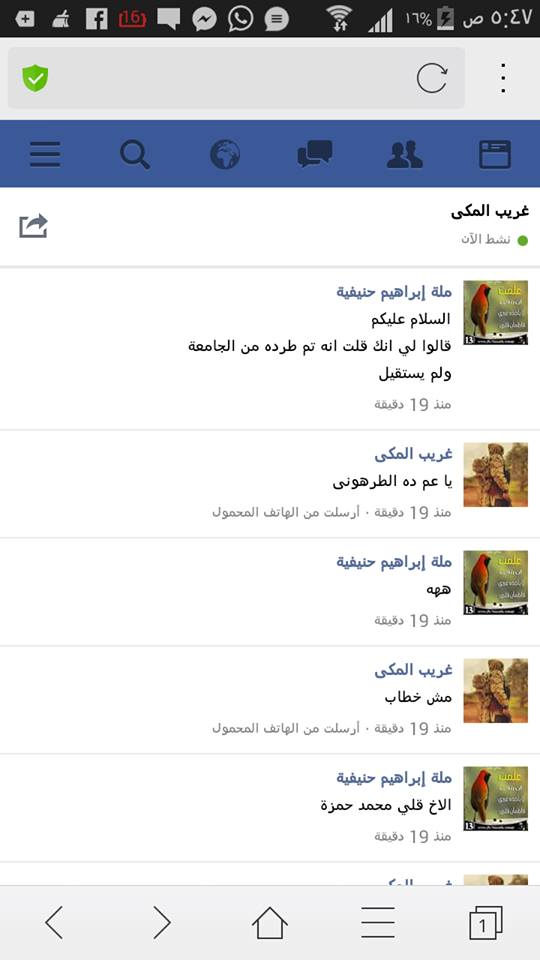 16
١٦%
٥:٤٧ ص
غريب المكى
نشط الآن
ملة إبراهيم حنيفية
السلام عليكم
قالوا لي انك قلت انه تم طرده من الجامعة
ولم يستقيل
منذ 19 دقيقة
غريب المكى
يا عم ده الطرهونى
منذ 19 دقيقة · أرسلت من الهاتف المحمول
ملة إبراهيم حنيفية
ههه
منذ 19 دقيقة
غريب المكى
مش خطاب
منذ 19 دقيقة · أرسلت من الهاتف المحمول
ملة إبراهيم حنيفية
الاخ قلي محمد حمزة
منذ 19 دقيقة
غريب المكى
1